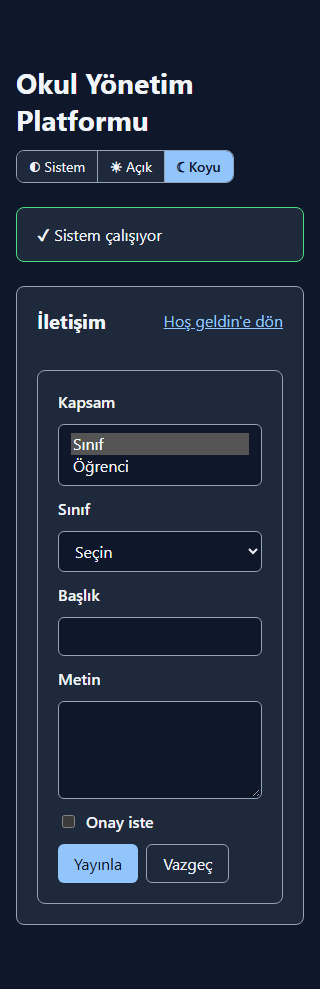 Okul Yönetim
Platformu
Sistem
Açık
Koyu
✓ Sistem çalışıyor
İletişim
Hoş geldin'e dön
Kapsam
Sınıf
Öğrenci
Sınıf
Seçin
Başlık
Metin
Onay iste
Yayınla
Vazgeç